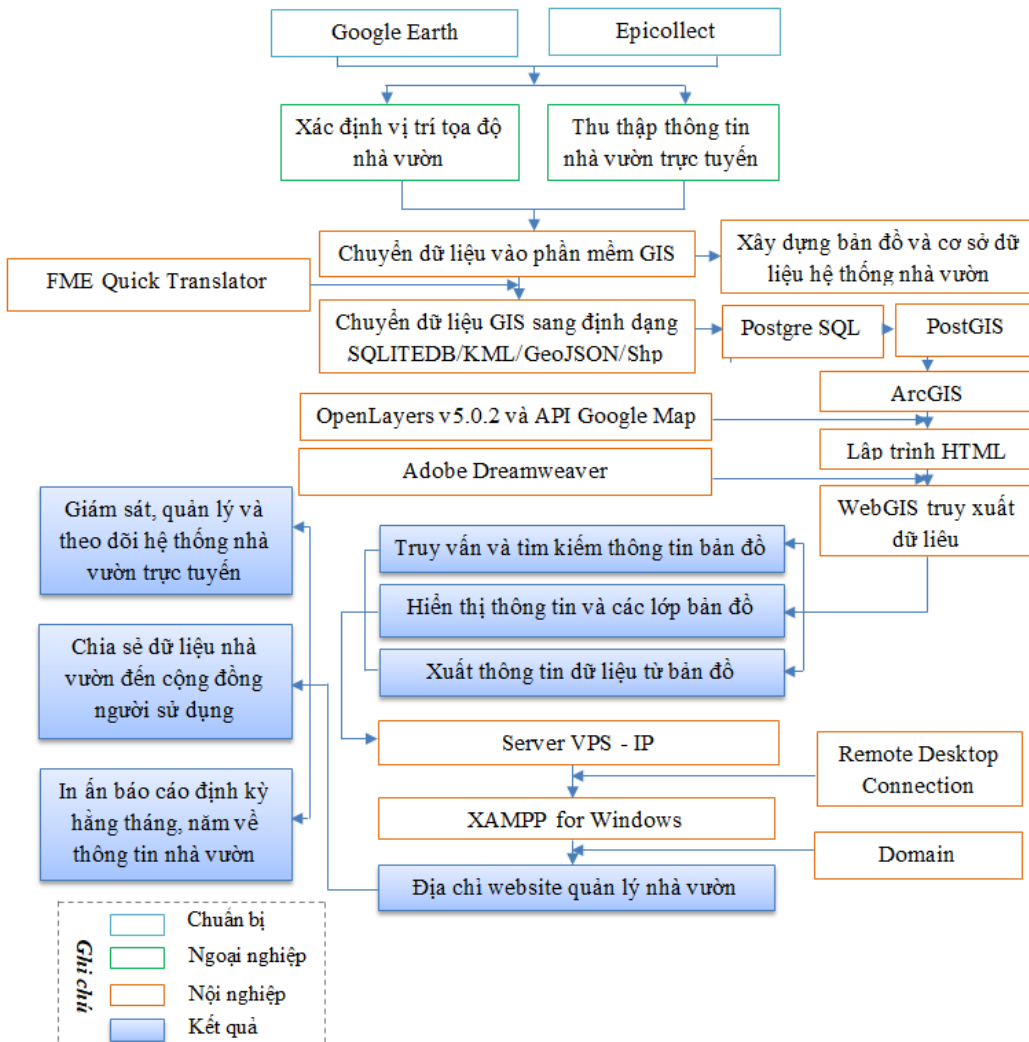 Google Earth
Epicollect
Xác định vị trí tọa độ
nhà vườn
Thu thập thông tin
nhà vườn trực tuyến
Chuyển dữ liệu vào phần mềm GIS
Xây dựng bản đồ và cơ sở dữ
liệu hệ thống nhà vườn
FME Quick Translator
Chuyển dữ liệu GIS sang định dạng
SQLITEDB/KML/GeoJSON/Shp
Postgre SQL
PostGIS
ArcGIS
OpenLayers v5.0.2 và API Google Map
Lập trình HTML
Adobe Dreamweaver
WebGIS truy xuất
dữ liệu
Giám sát, quản lý và
theo dõi hệ thống nhà
vườn trực tuyến
Truy vấn và tìm kiếm thông tin bản đồ
Hiển thị thông tin và các lớp bản đồ
Chia sẻ dữ liệu nhà
vườn đến cộng đồng
người sử dụng
Xuất thông tin dữ liệu từ bản đồ
Server VPS - IP
Remote Desktop
Connection
In ấn báo cáo định kỳ
hằng tháng, năm về
thông tin nhà vườn
XAMPP for Windows
Domain
Địa chỉ website quản lý nhà vườn
Ghi chú
Chuẩn bị
Ngoại nghiệp
Nội nghiệp
Kết quả